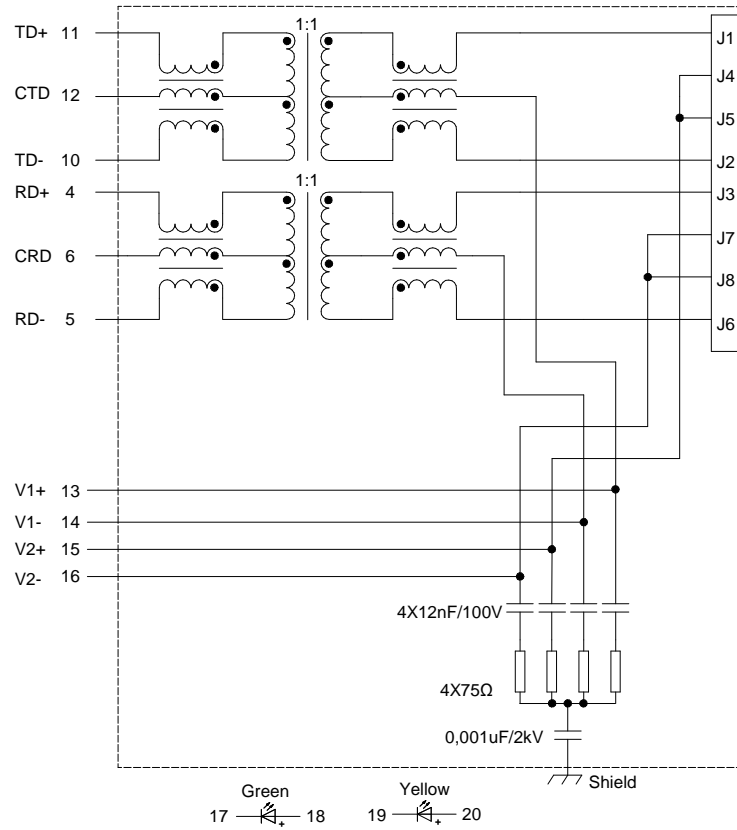 TD+ 11
CTD 12
TD- 10
RD+ 4
CRD 6
RD- 5
1:1
1:1
J1
J4
J5
J2
J3
J7
J8
J6
V1+ 13
V1- 14
V2+ 15
V2- 16
4X12nF/100V
4X75Ω
0,001uF/2kV
Shield
Green
17 + 18
Yellow
19 + 20